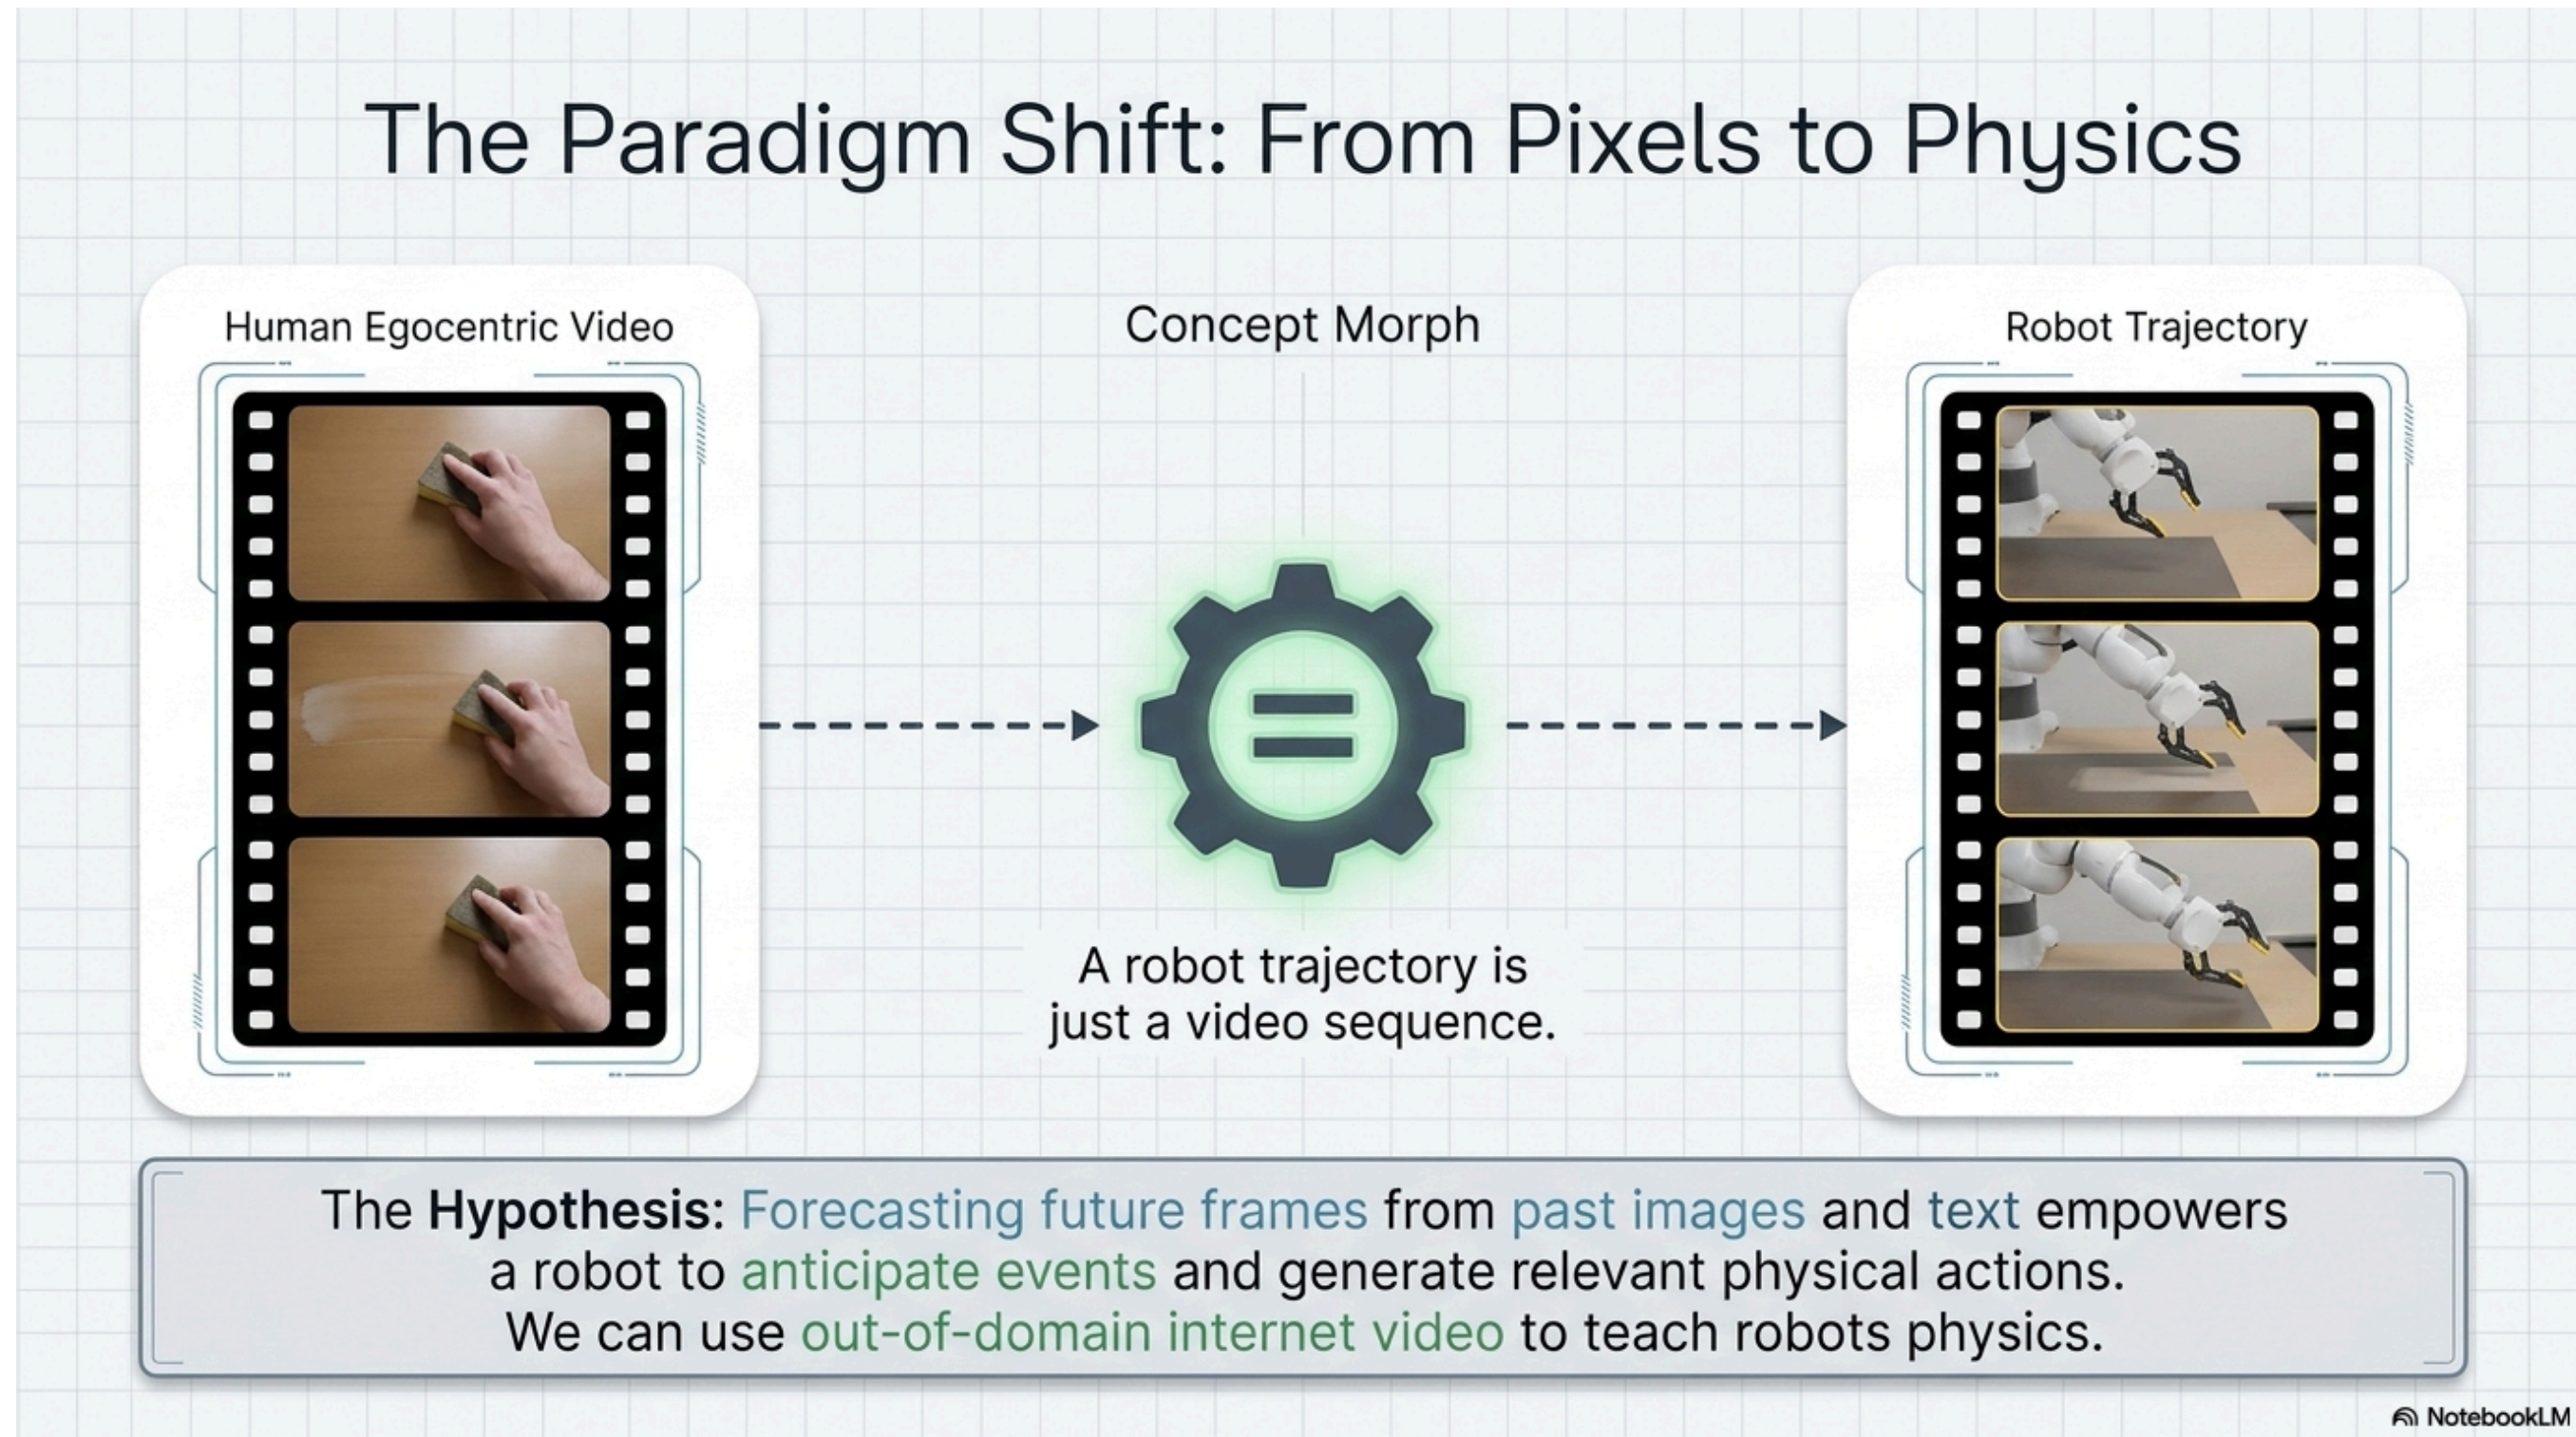 The Paradigm Shift: From Pixels to Physics
Human Egocentric Video
Concept Morph
Robot Trajectory
A robot trajectory is
just a video sequence.
The Hypothesis: Forecasting future frames from past images and text empowers
a robot to anticipate events and generate relevant physical actions.
We can use out-of-domain internet video to teach robots physics.
NotebookLM